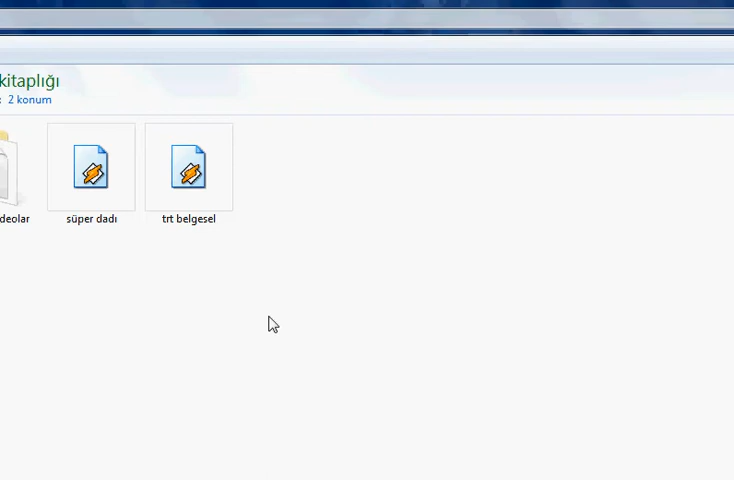 kitaplığı
: 2 konum
deolar
süper dadı
trt belgesel